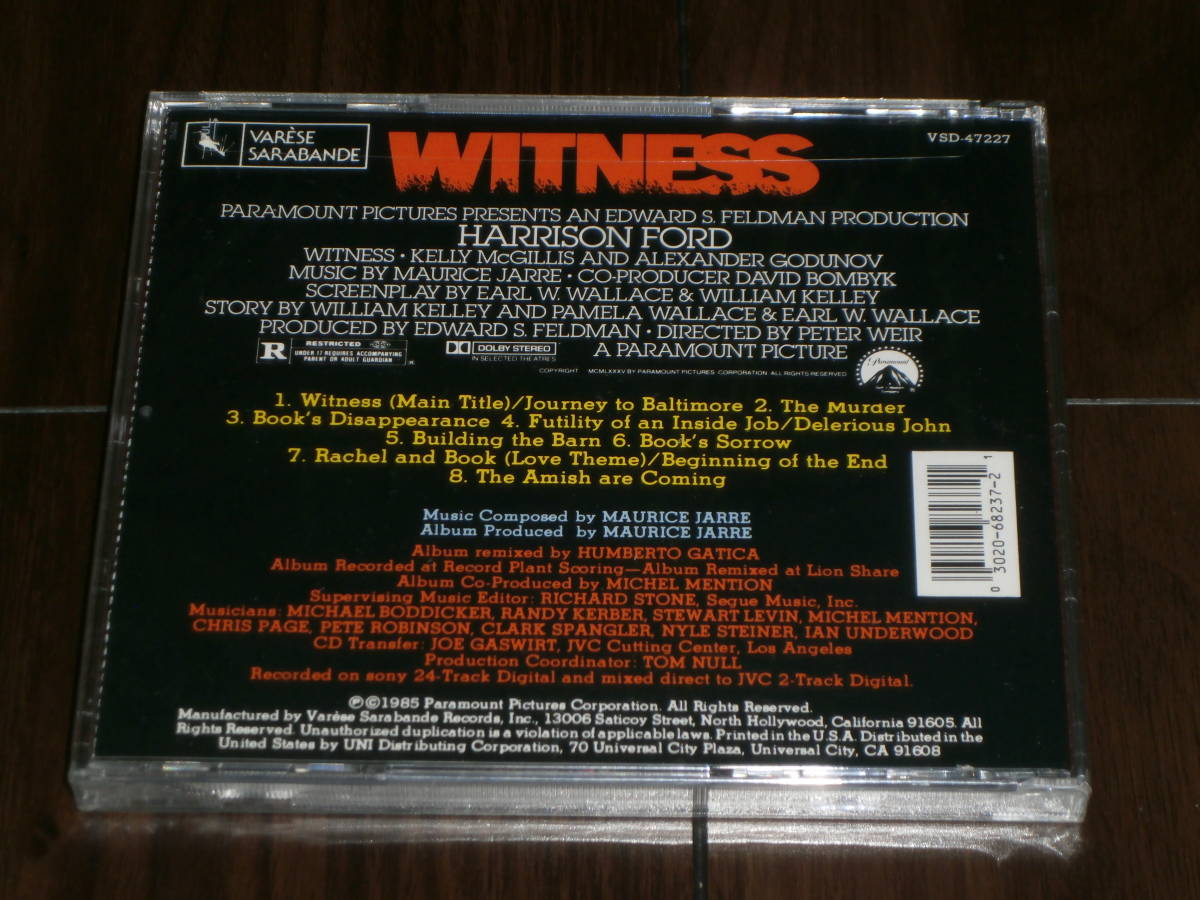 VARÈSE
SARABANDE
WITNESS
VSD-47227
PARAMOUNT PICTURES PRESENTS AN EDWARD S. FELDMAN PRODUCTION
HARRISON FORD
WITNESS · KELLY McGILLIS AND ALEXANDER GODUNOV
MUSIC BY MAURICE JARRE · CO-PRODUCER DAVID BOMBYK
SCREENPLAY BY EARL W. WALLACE & WILLIAM KELLEY
STORY BY WILLIAM KELLEY AND PAMELA WALLACE & EARL W. WALLACE
PRODUCED BY EDWARD S. FELDMAN · DIRECTED BY PETER WEIR
R RESTRICTED
UNDER 17 REQUIRES ACCOMPANYING
PARENT OR ADULT GUARDIAN
DOLBY STEREO
IN SELECTED THEATRES
A PARAMOUNT PICTURE
Paramount
COPYRIGHT MCMLXXXV BY PARAMOUNT PICTURES CORPORATION ALL RIGHTS RESERVED
1. Witness (Main Title)/Journey to Baltimore 2. The Murder
3. Book's Disappearance 4. Futility of an Inside Job/Delerious John
5. Building the Barn 6. Book's Sorrow
7. Rachel and Book (Love Theme)/Beginning of the End
8. The Amish are Coming
0 3020-68237-2 1
Music Composed by MAURICE JARRE
Album Produced by MAURICE JARRE
Album remixed by HUMBERTO GATICA
Album Recorded at Record Plant Scoring—Album Remixed at Lion Share
Album Co-Produced by MICHEL MENTION
Supervising Music Editor: RICHARD STONE, Segue Music, Inc.
Musicians: MICHAEL BODDICKER, RANDY KERBER, STEWART LEVIN, MICHEL MENTION,
CHRIS PAGE, PETE ROBINSON, CLARK SPANGLER, NYLE STEINER, IAN UNDERWOOD
CD Transfer: JOE GASWIRT, JVC Cutting Center, Los Angeles
Production Coordinator: TOM NULL
Recorded on sony 24-Track Digital and mixed direct to JVC 2-Track Digital.
℗©1985 Paramount Pictures Corporation. All Rights Reserved.
Manufactured by Varèse Sarabande Records, Inc., 13006 Saticoy Street, North Hollywood, California 91605. All
Rights Reserved. Unauthorized duplication is a violation of applicable laws. Printed in the U.S.A. Distributed in the
United States by UNI Distributing Corporation, 70 Universal City Plaza, Universal City, CA 91608